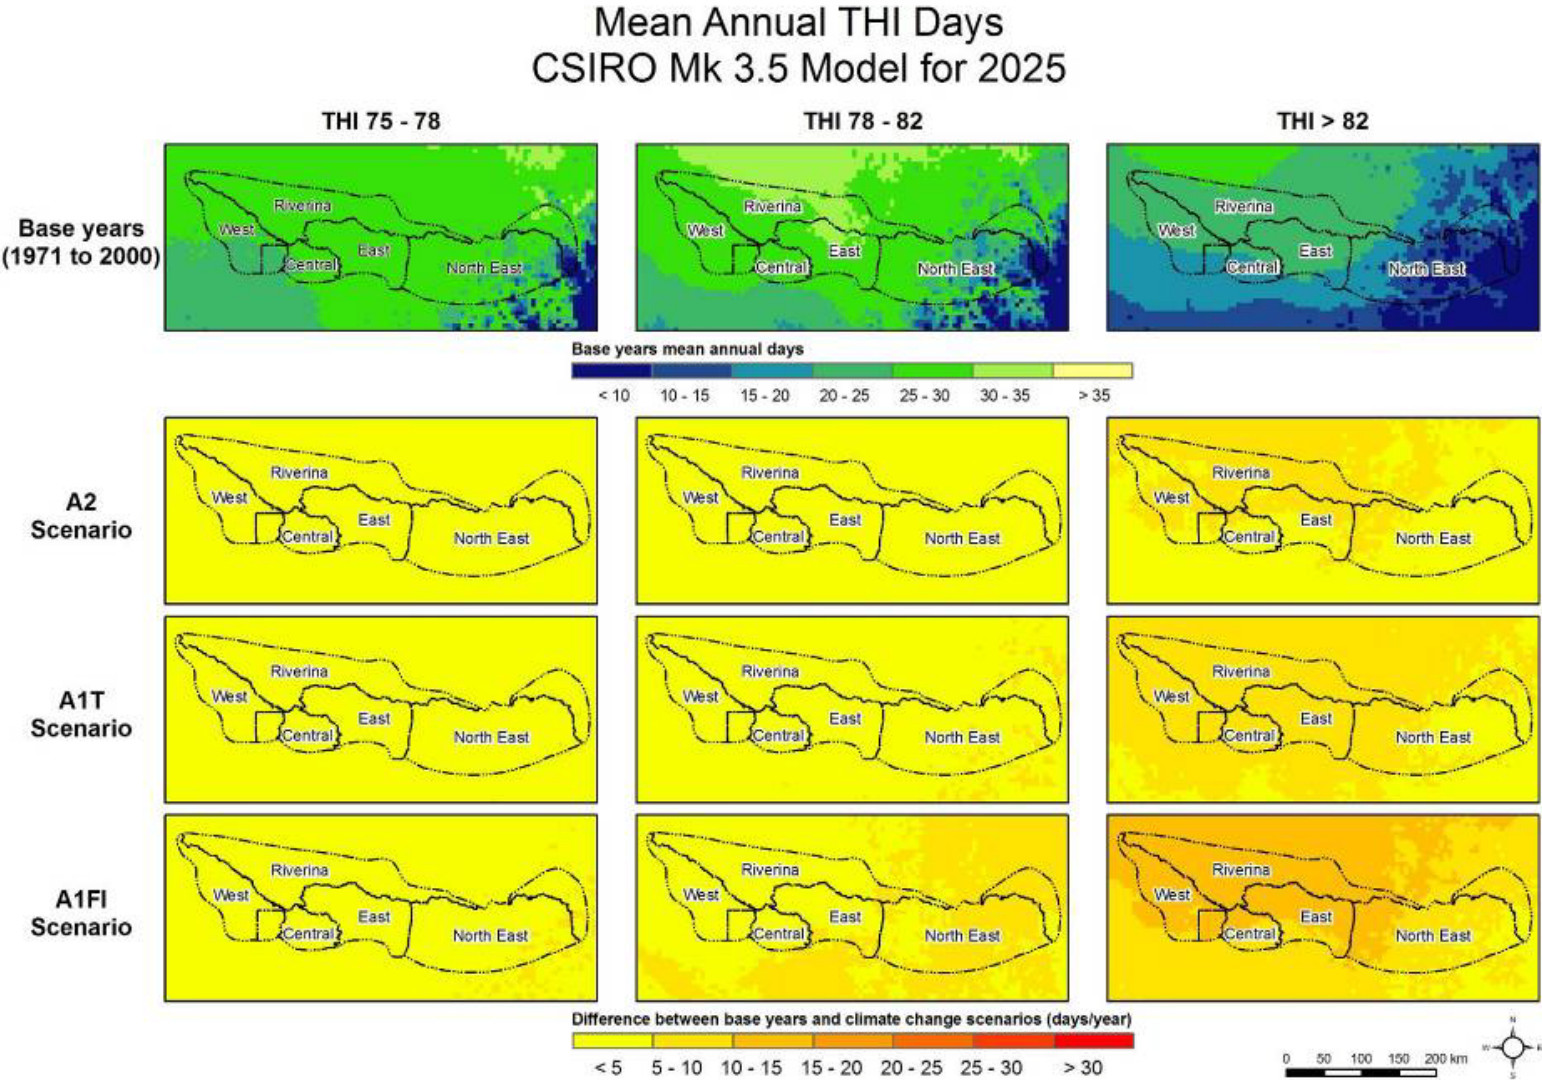 Mean Annual THI Days
CSIRO Mk 3.5 Model for 2025
THI 75 - 78
THI 78 - 82
THI > 82
Base years
(1971 to 2000)
Riverina
West
East
Central
North East
Riverina
West
East
Central
North East
Riverina
West
East
Central
North East
Base years mean annual days
< 10 10 - 15 15 - 20 20 - 25 25 - 30 30 - 35 > 35
A2
Scenario
Riverina
West
East
Central
North East
Riverina
West
East
Central
North East
Riverina
West
East
Central
North East
A1T
Scenario
Riverina
West
East
Central
North East
Riverina
West
East
Central
North East
Riverina
West
East
Central
North East
A1FI
Scenario
Riverina
West
East
Central
North East
Riverina
West
East
Central
North East
Riverina
West
East
Central
North East
Difference between base years and climate change scenarios (days/year)
< 5 5 - 10 10 - 15 15 - 20 20 - 25 25 - 30 > 30
0 50 100 150 200 km
N
W
E
S